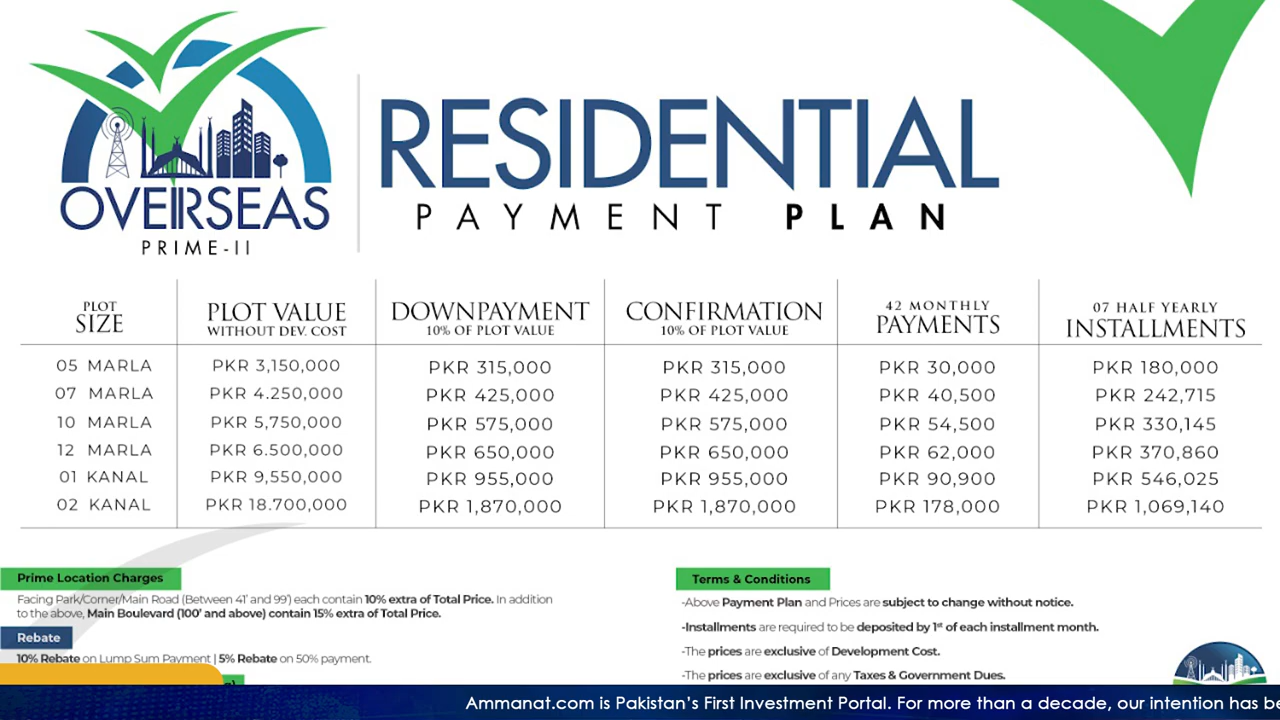 OVERSEAS
PRIME-II
RESIDENTIAL
PAYMENT PLAN
PLOT SIZE | PLOT VALUE WITHOUT DEV. COST | DOWNPAYMENT 10% OF PLOT VALUE | CONFIRMATION 10% OF PLOT VALUE | 42 MONTHLY PAYMENTS | 07 HALF YEARLY INSTALLMENTS
05 MARLA | PKR 3,150,000 | PKR 315,000 | PKR 315,000 | PKR 30,000 | PKR 180,000
07 MARLA | PKR 4.250,000 | PKR 425,000 | PKR 425,000 | PKR 40,500 | PKR 242,715
10 MARLA | PKR 5,750,000 | PKR 575,000 | PKR 575,000 | PKR 54,500 | PKR 330,145
12 MARLA | PKR 6.500,000 | PKR 650,000 | PKR 650,000 | PKR 62,000 | PKR 370,860
01 KANAL | PKR 9,550,000 | PKR 955,000 | PKR 955,000 | PKR 90,900 | PKR 546,025
02 KANAL | PKR 18.700,000 | PKR 1,870,000 | PKR 1,870,000 | PKR 178,000 | PKR 1,069,140
Prime Location Charges
Facing Park/Corner/Main Road (Between 41' and 99') each contain 10% extra of Total Price. In addition
to the above, Main Boulevard (100' and above) contain 15% extra of Total Price.
Rebate
10% Rebate on Lump Sum Payment | 5% Rebate on 50% payment.
Terms & Conditions
-Above Payment Plan and Prices are subject to change without notice.
-Installments are required to be deposited by 1st of each installment month.
-The prices are exclusive of Development Cost.
-The prices are exclusive of any Taxes & Government Dues.
Ammanat.com is Pakistan's First Investment Portal. For more than a decade, our intention has be